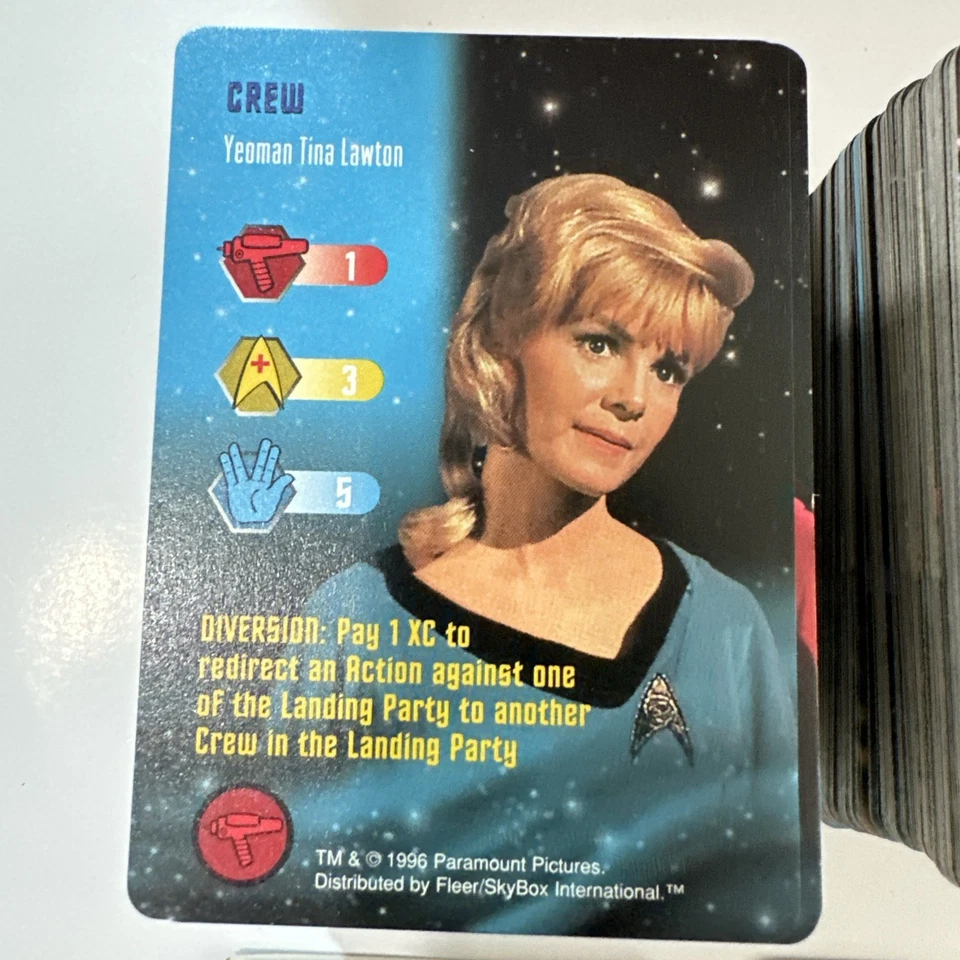 CREW
Yeoman Tina Lawton
1
3
5
DIVERSION: Pay 1 XC to
redirect an Action against one
of the Landing Party to another
Crew in the Landing Party
TM & © 1996 Paramount Pictures.
Distributed by Fleer/SkyBox International.™